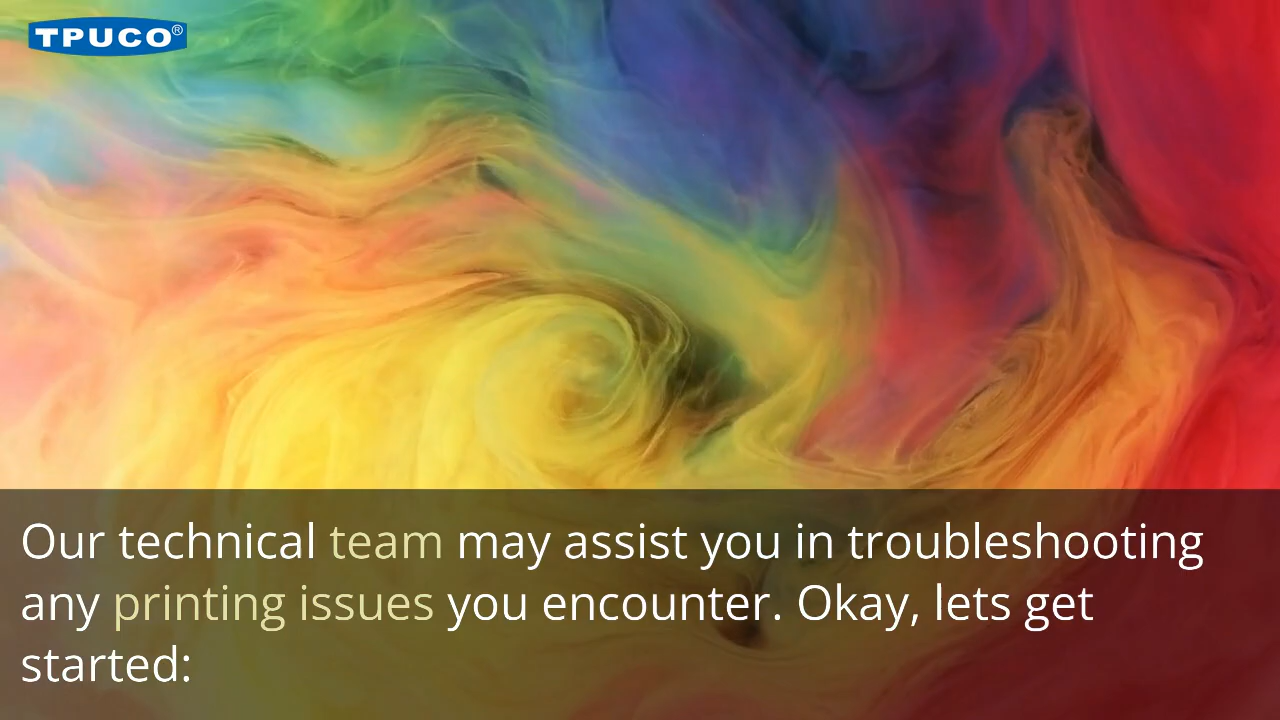 TPUCO®
Our technical team may assist you in troubleshooting
any printing issues you encounter. Okay, lets get
started: